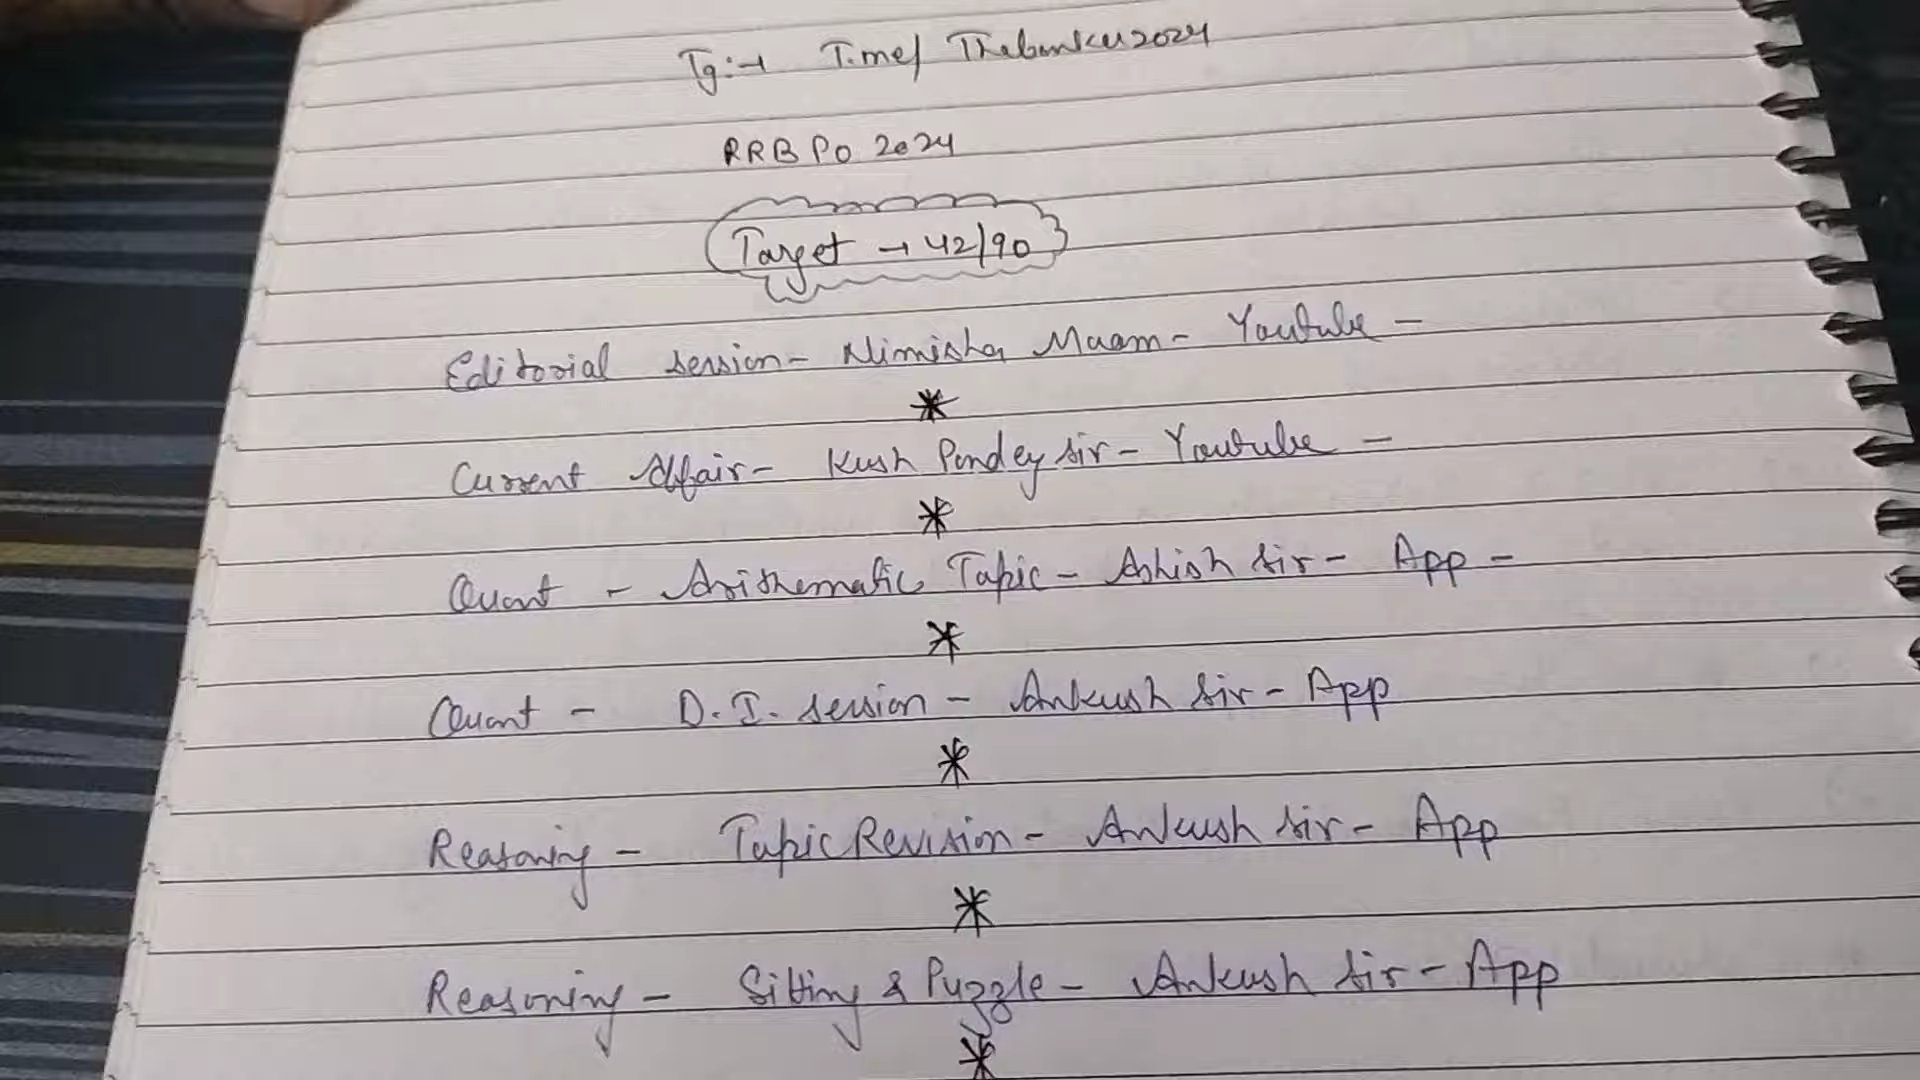 Tg:→ T.me/ Thebanker2024
RRB PO 2024
Target → 42/90
Editorial session - Nimisha Maam - Youtube -
*
Current Affair - Kush Pandey sir - Youtube -
*
Quant - Arithematic Topic - Ashish sir - App -
*
Quant - D.I. session - Ankush Sir - App
*
Reasoning - Topic Revision - Ankush sir - App
*
Reasoning - Sitting & Puzzle - Ankush sir - App
*